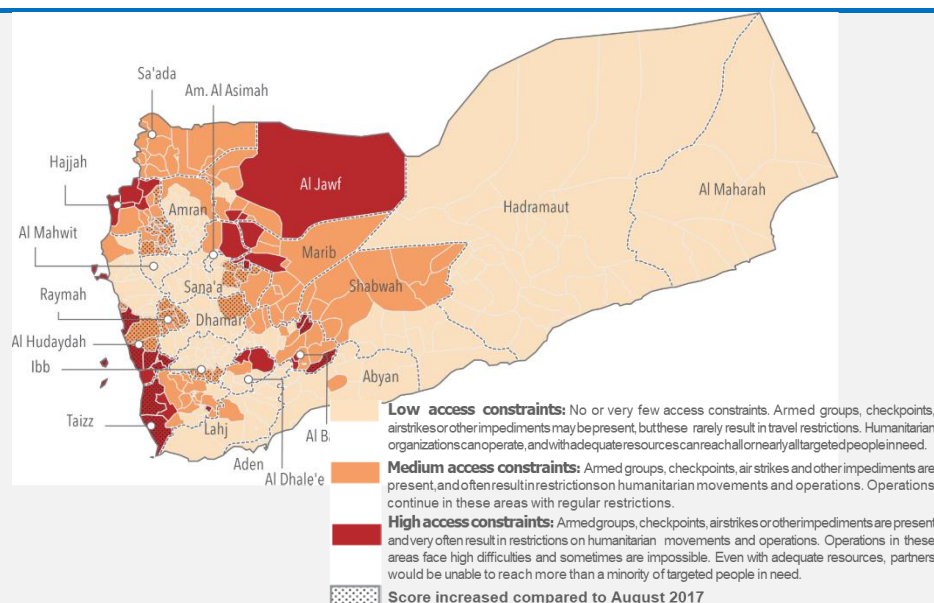 Sa'ada
Am. Al Asimah
Hajjah
Al Jawf
Amran
Hadramaut
Al Maharah
Al Mahwit
Marib
Sana'a
Shabwah
Raymah
Dhamar
Al Hudaydah
Ibb
Abyan
Taizz
Lahj
Al Ba
Aden
Al Dhale'e
Low access constraints: No or very few access constraints. Armed groups, checkpoints,
airstrikes or other impediments may be present, but these rarely result in travel restrictions. Humanitarian
organizations can operate, and with adequate resources can reach all or nearly all targeted people in need.
Medium access constraints: Armed groups, checkpoints, air strikes and other impediments are
present, and often result in restrictions on humanitarian movements and operations. Operations
continue in these areas with regular restrictions.
High access constraints: Armed groups, checkpoints, airstrikes or other impediments are present
and very often result in restrictions on humanitarian movements and operations. Operations in these
areas face high difficulties and sometimes are impossible. Even with adequate resources, partners
would be unable to reach more than a minority of targeted people in need.
Score increased compared to August 2017